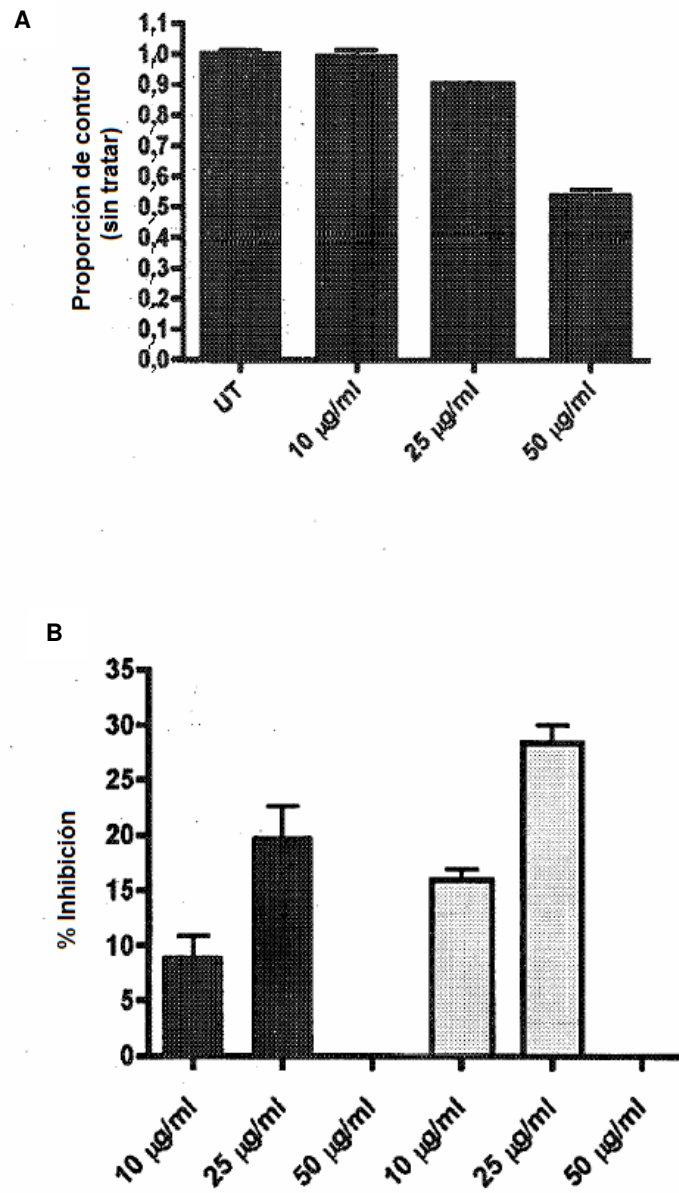 A
1,1
1,0
0,9
0,8
0,7
0,6
0,5
0,4
0,3
0,2
0,1
0,0
Proporción de control
(sin tratar)
UT
10 µg/ml
25 µg/ml
50 µg/ml
B
35
30
25
20
15
10
5
0
% Inhibición
10 µg/ml
25 µg/ml
50 µg/ml
10 µg/ml
25 µg/ml
50 µg/ml